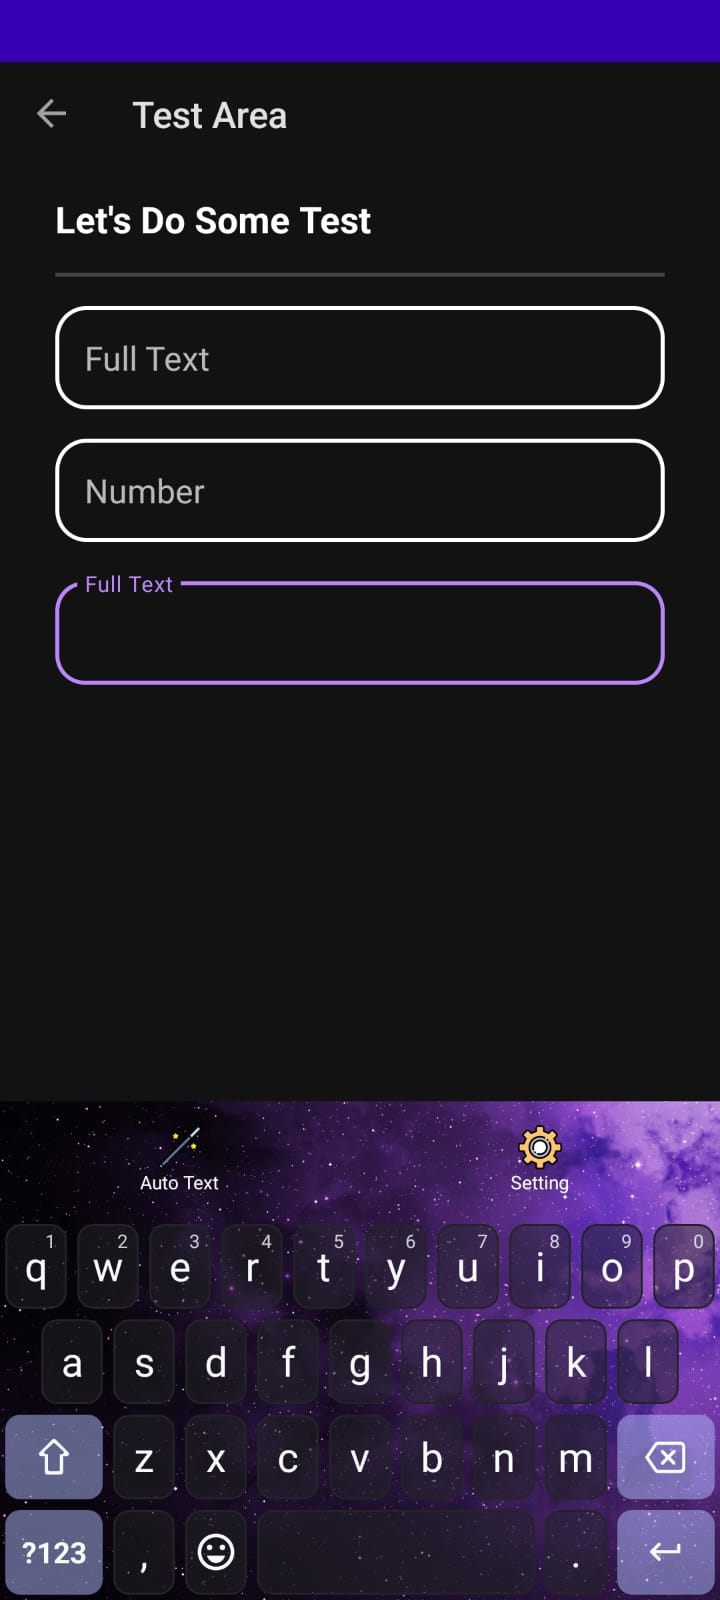 Test Area
Let's Do Some Test
Full Text
Number
Full Text
Auto Text Setting
1 2 3 4 5 6 7 8 9 0
q w e r t y u i o p
a s d f g h j k l
z x c v b n m
?123 , .